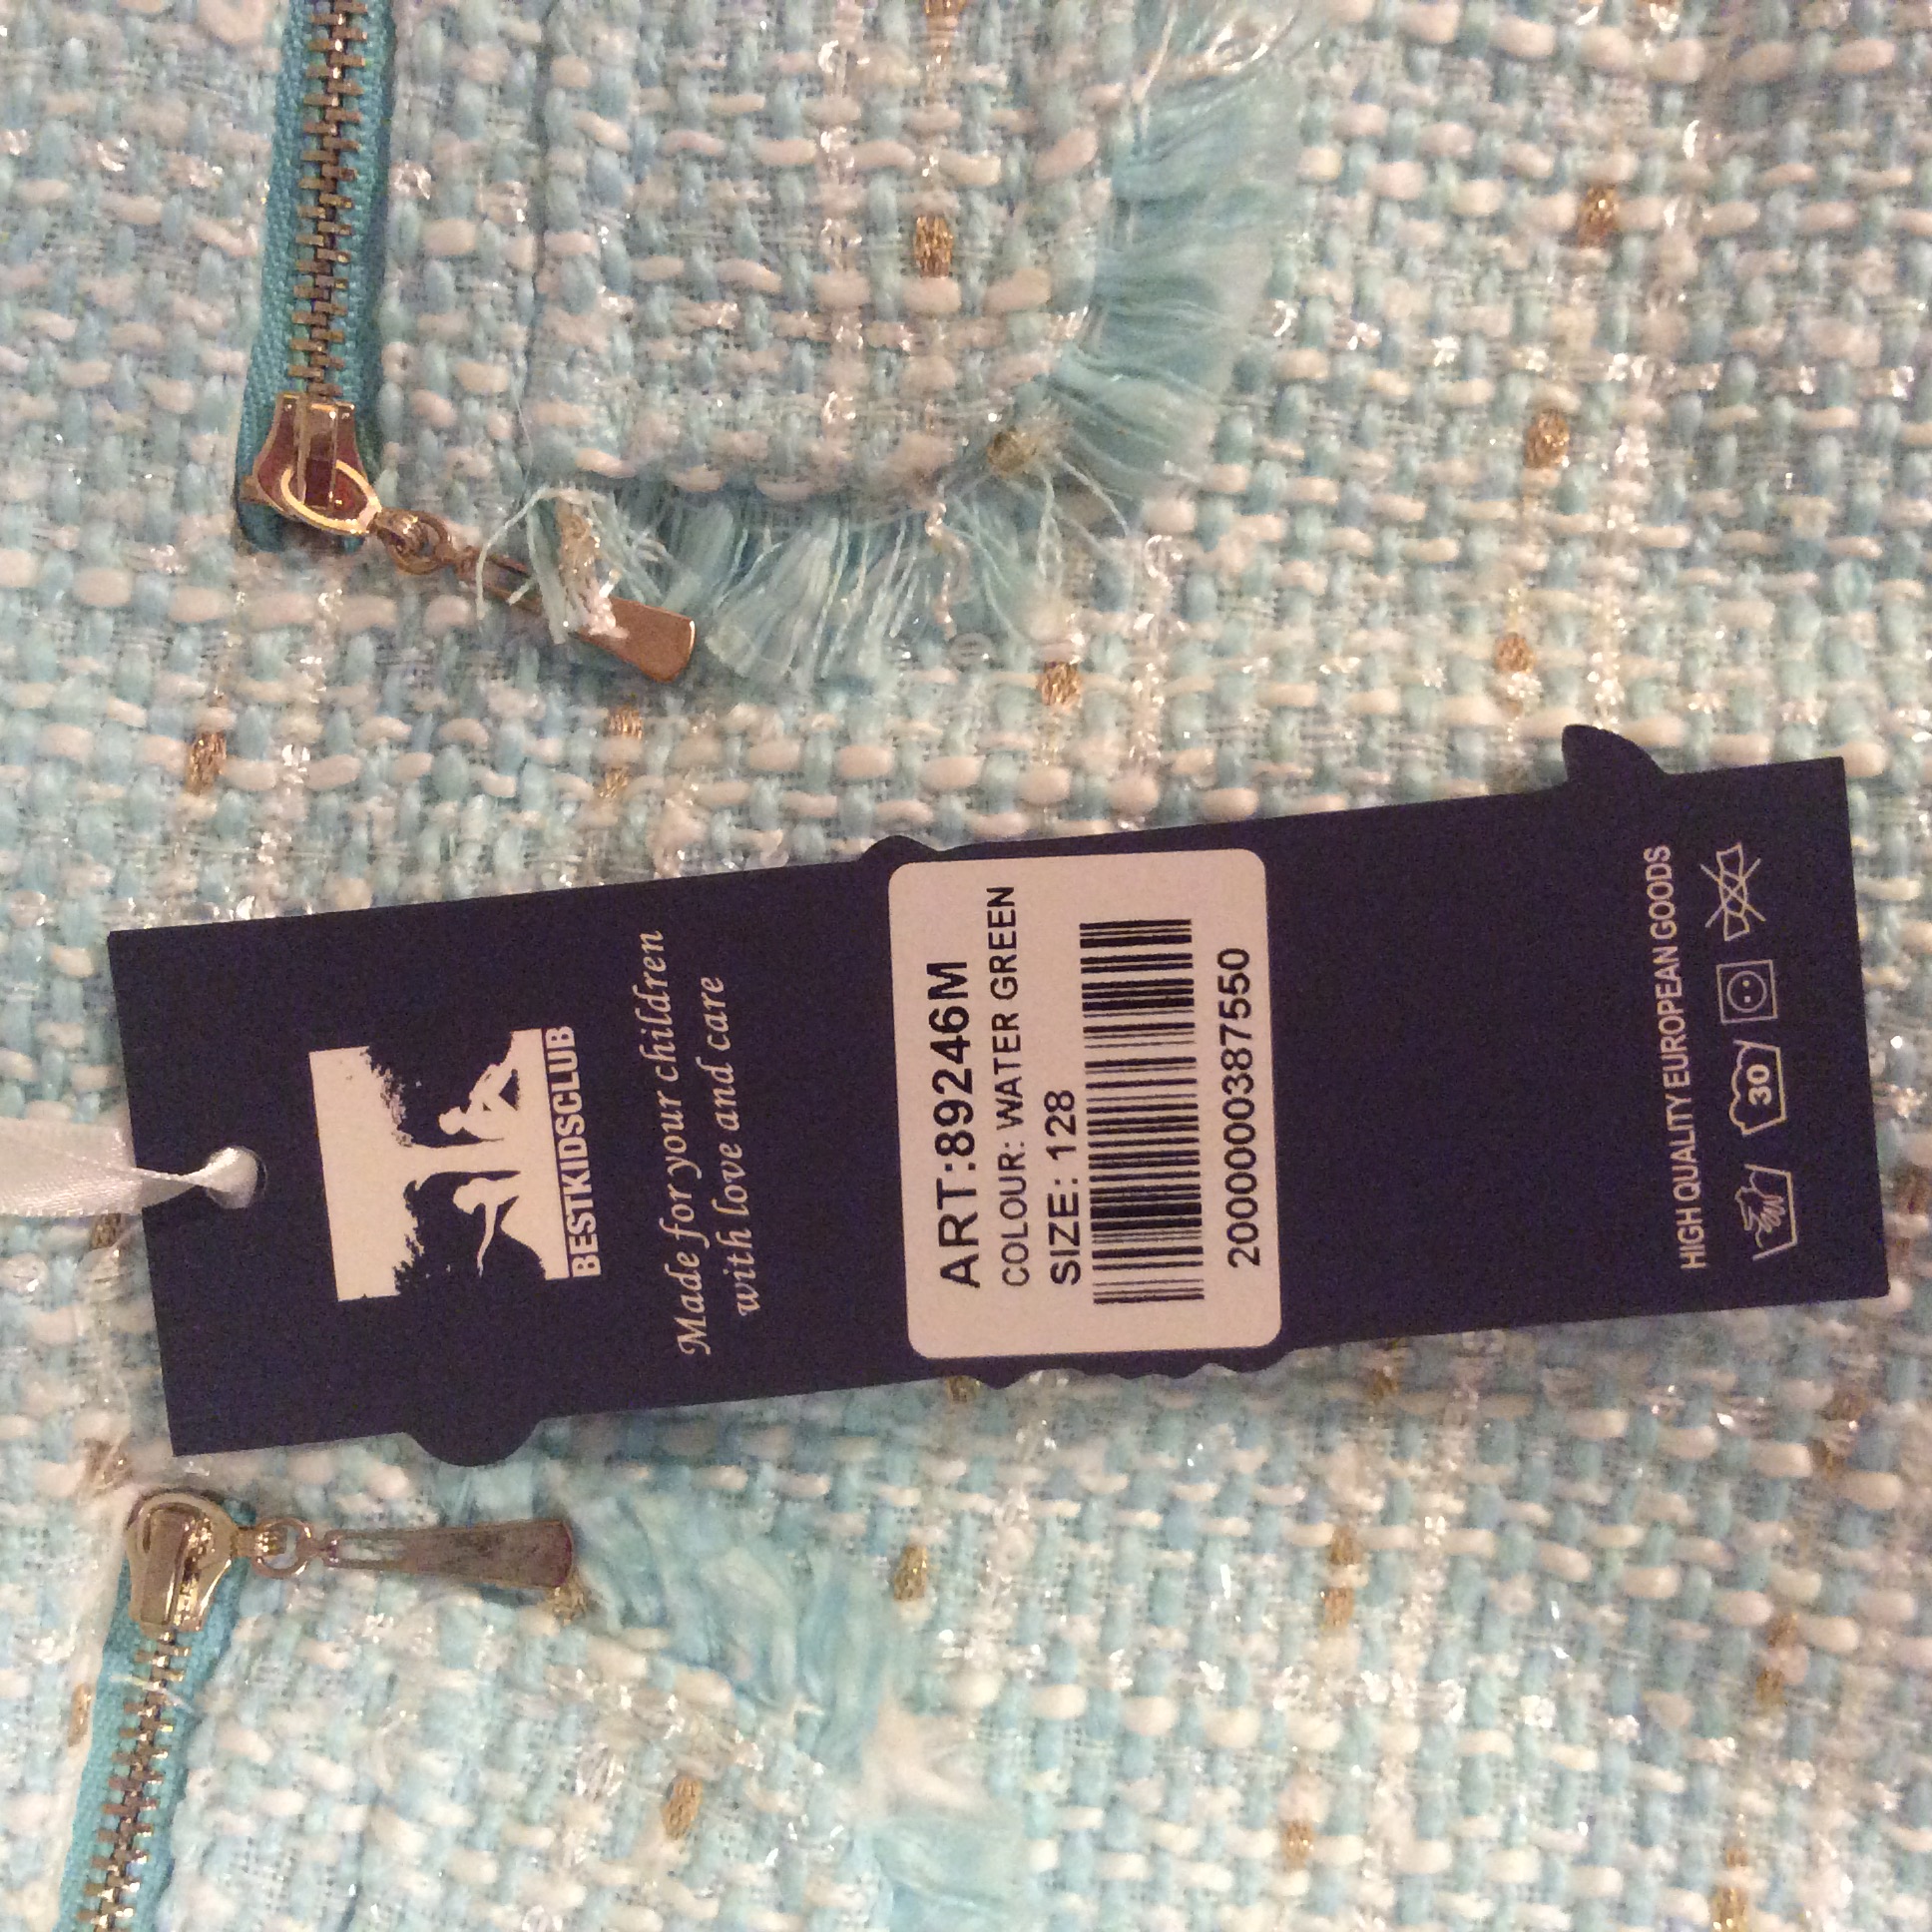 BESTKIDSCLUB
Made for your children
with love and care
ART:89246M
COLOUR: WATER GREEN
SIZE: 128
2000000387550
HIGH QUALITY EUROPEAN GOODS
30